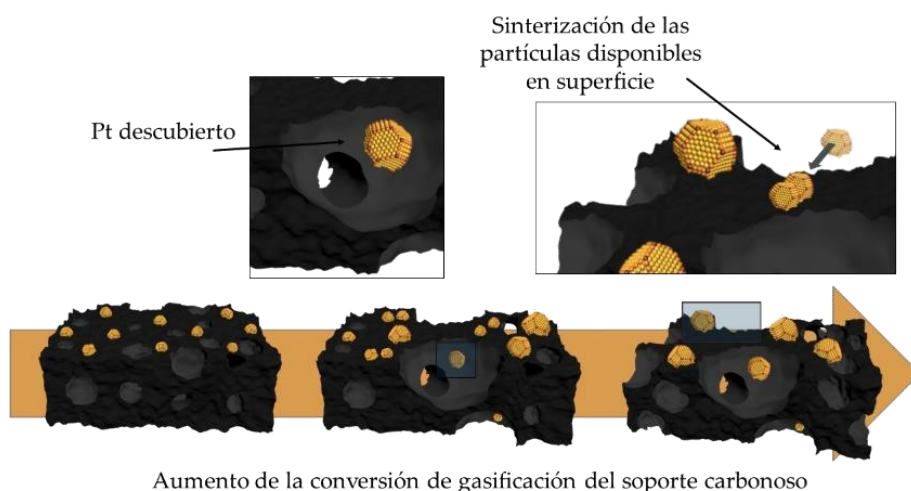 Sinterización de las
partículas disponibles
en superficie
Pt descubierto
Aumento de la conversión de gasificación del soporte carbonoso